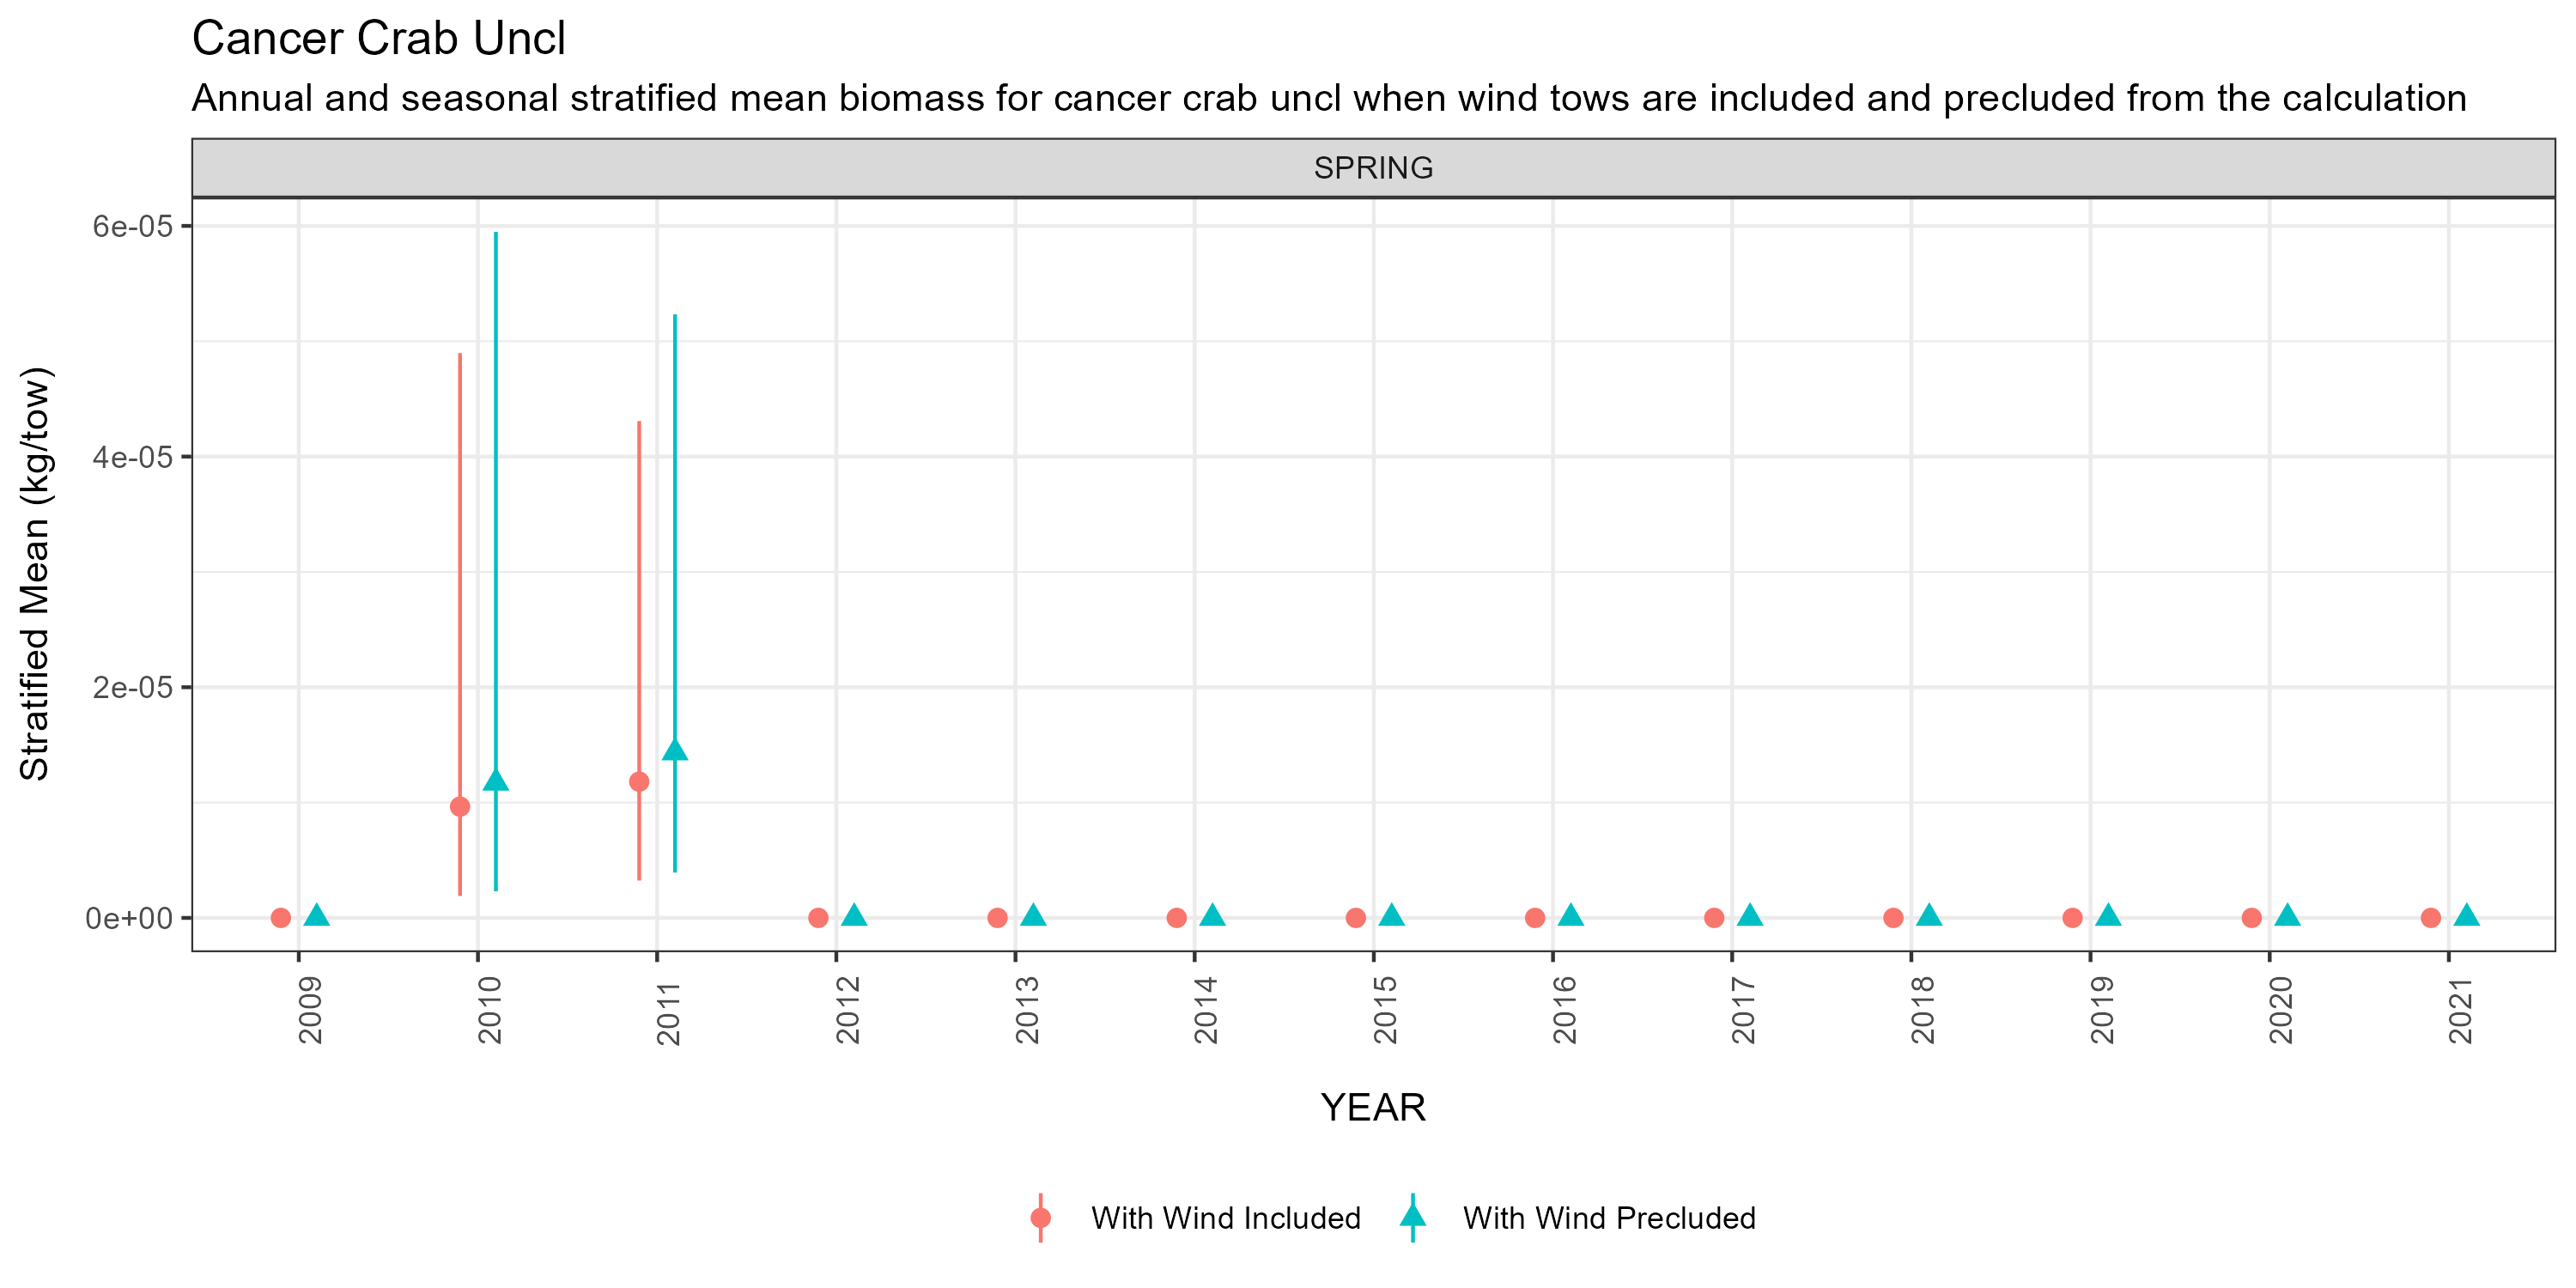 Cancer Crab Uncl
Annual and seasonal stratified mean biomass for cancer crab uncl when wind tows are included and precluded from the calculation
SPRING
Stratified Mean (kg/tow)
6e-05
4e-05
2e-05
0e+00
2009
2010
2011
2012
2013
2014
2015
2016
2017
2018
2019
2020
2021
YEAR
With Wind Included
With Wind Precluded